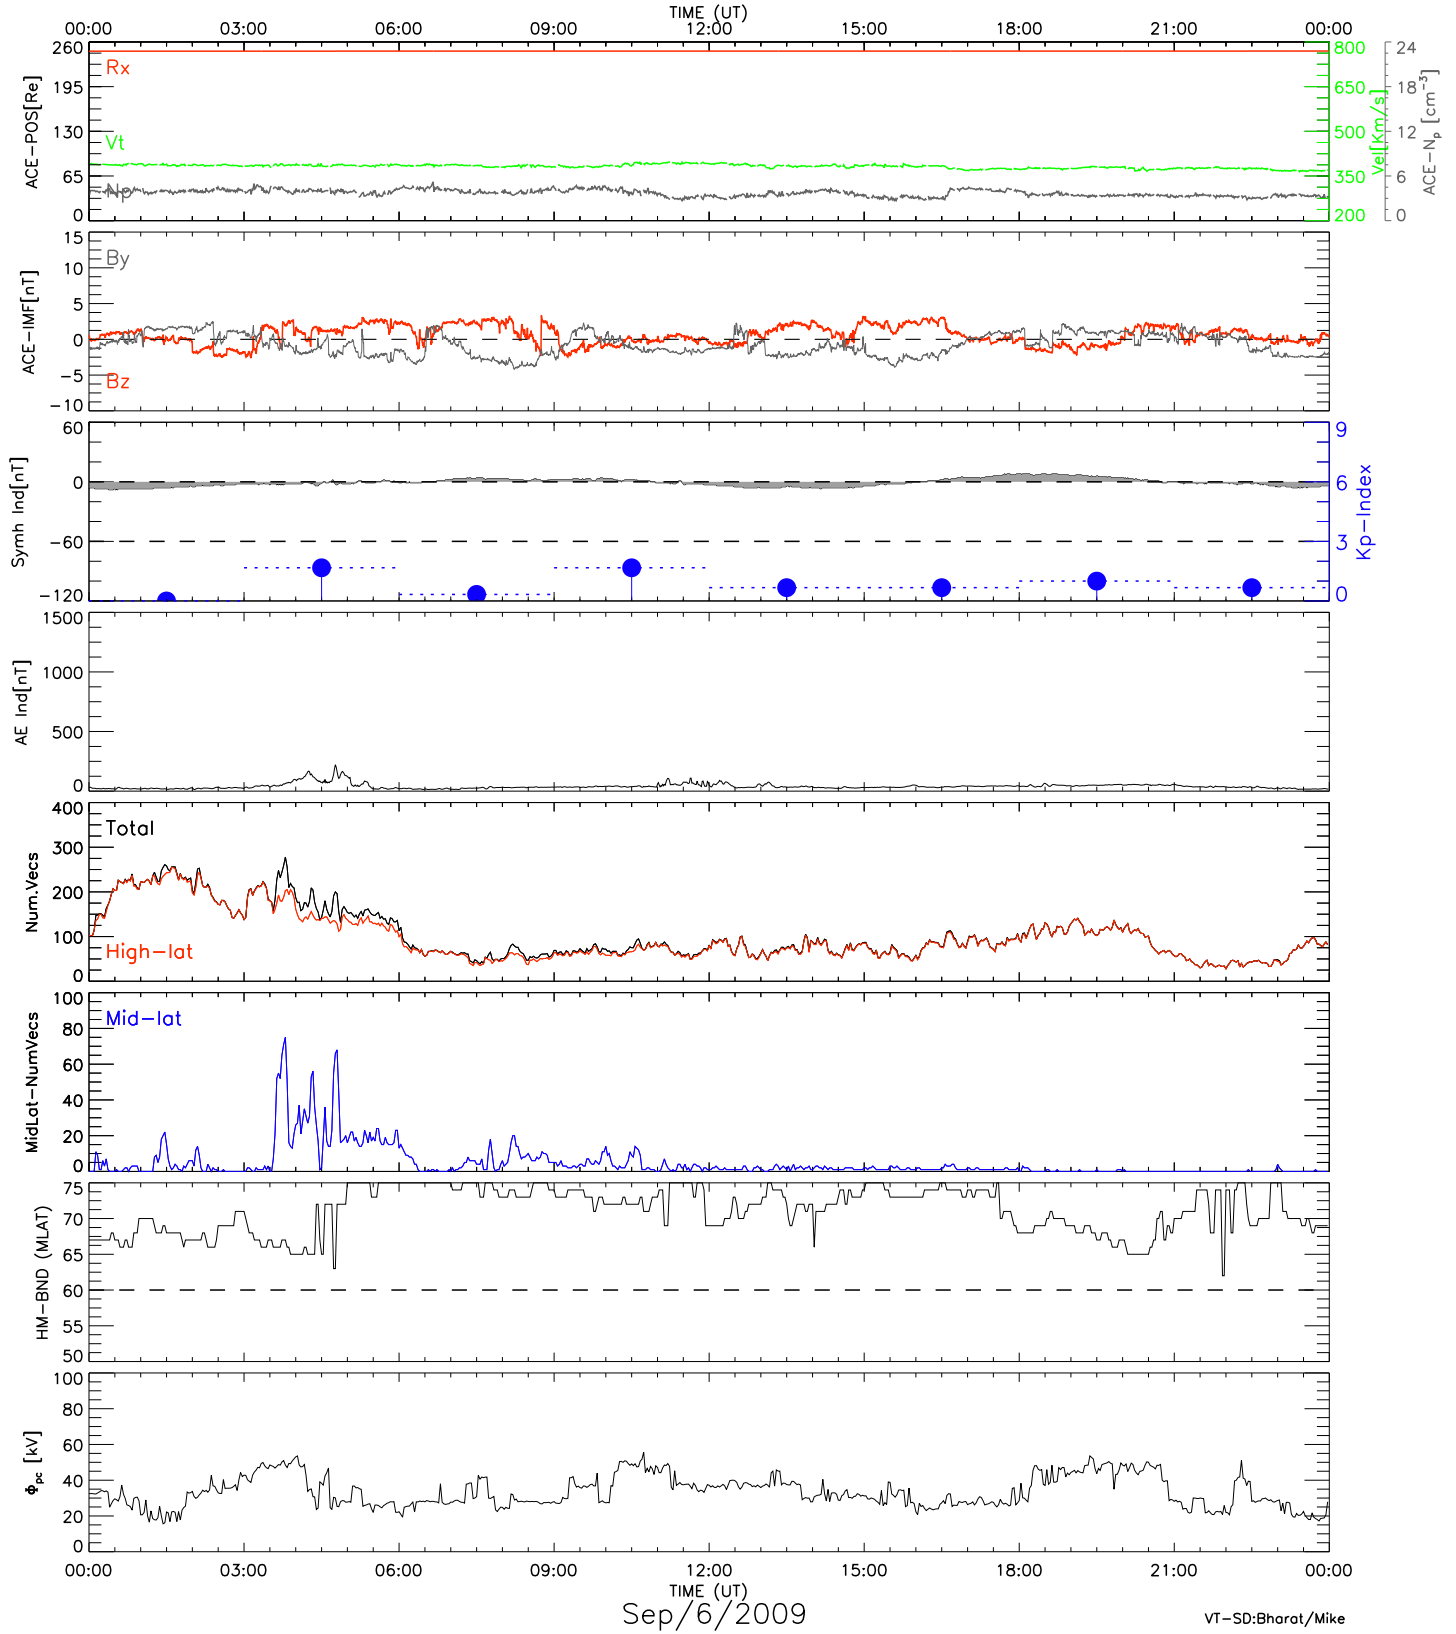 TIME (UT)
00:00 03:00 06:00 09:00 12:00 15:00 18:00 21:00 00:00
260
195
130
65
0
ACE-POS[Re]
Rx
Vt
Np
800
650
500
350
200
Vel[Km/s]
24
18
12
6
0
ACE-Np [cm-3]
15
10
5
0
-5
-10
ACE-IMF[nT]
By
Bz
60
0
-60
-120
Symh Ind[nT]
9
6
3
0
Kp-Index
1500
1000
500
0
AE Ind[nT]
400
300
200
100
0
Num.Vecs
Total
High-lat
100
80
60
40
20
0
MidLat-NumVecs
Mid-lat
75
70
65
60
55
50
HM-BND (MLAT)
100
80
60
40
20
0
Φpc [kV]
00:00 03:00 06:00 09:00 12:00 15:00 18:00 21:00 00:00
TIME (UT)
Sep/6/2009
VT-SD:Bharat/Mike